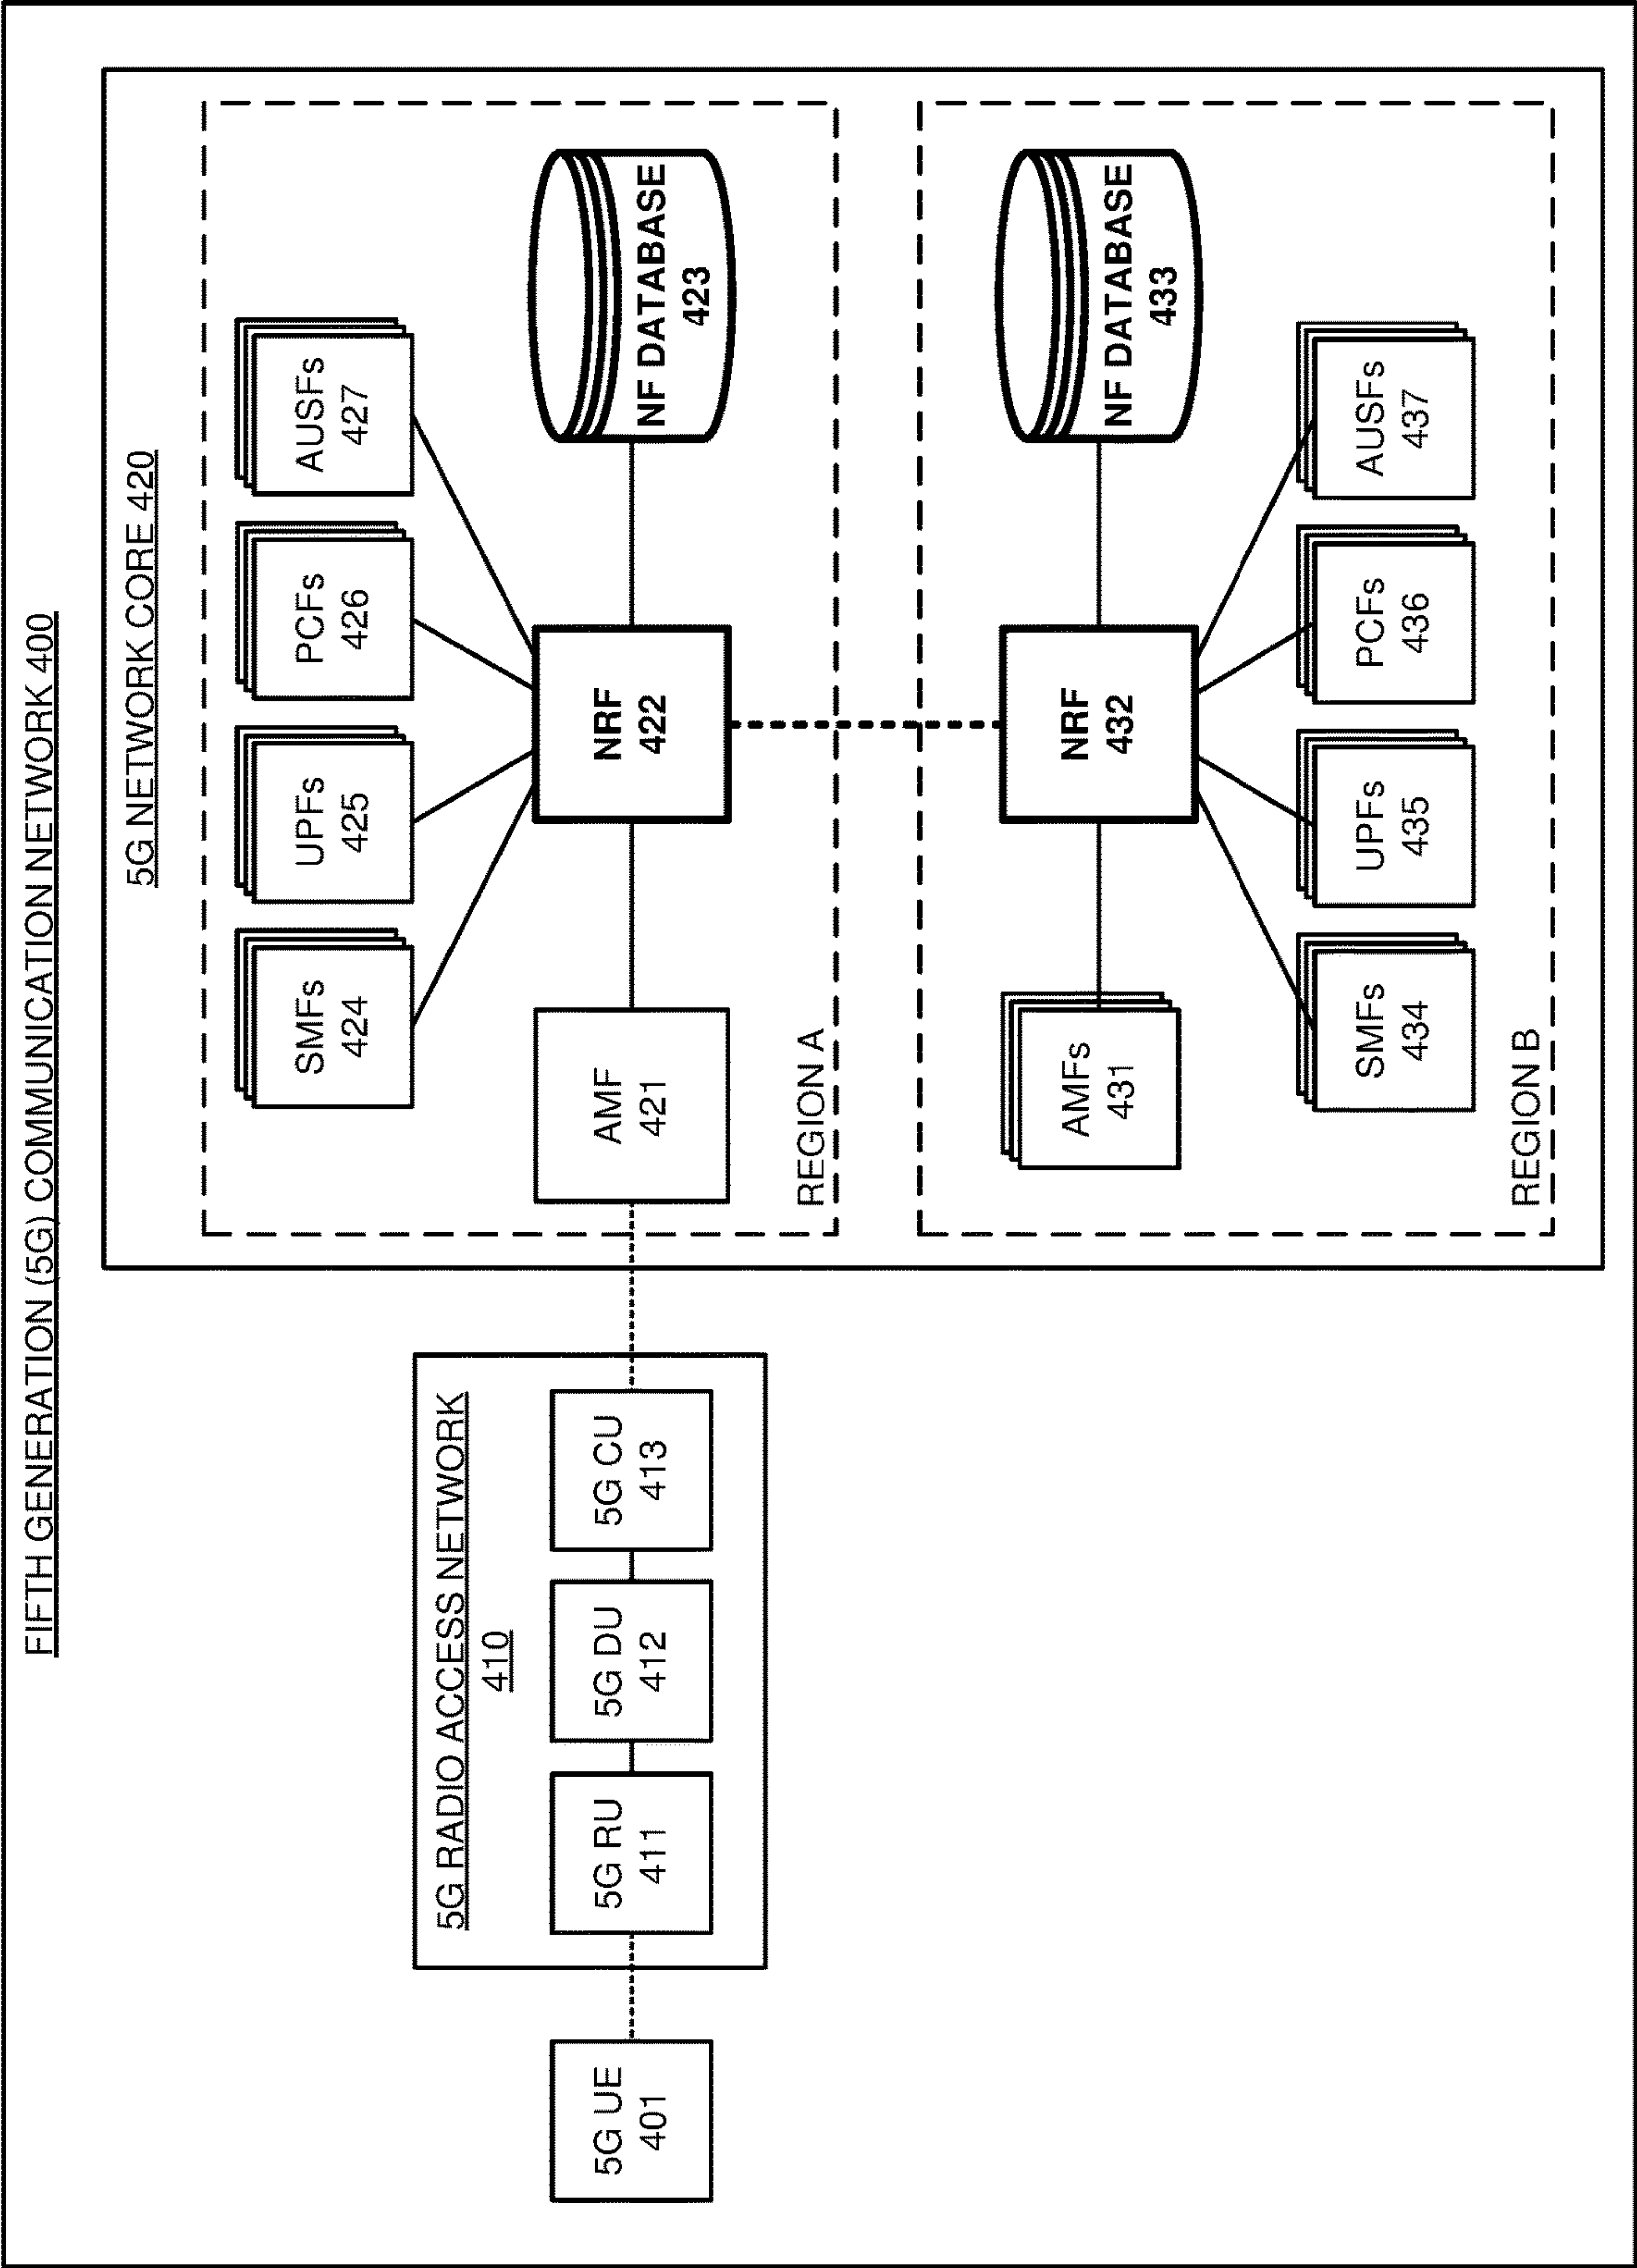 FIFTH GENERATION (5G) COMMUNICATION NETWORK 400
5G NETWORK CORE 420
SMFs
424
UPFs
425
PCFs
426
AUSFs
427
5G RADIO ACCESS NETWORK
410
5G UE
401
5G RU
411
5G DU
412
5G CU
413
AMF
421
NRF
422
NF DATABASE
423
REGION A
AMFs
431
NRF
432
NF DATABASE
433
SMFs
434
UPFs
435
PCFs
436
AUSFs
437
REGION B